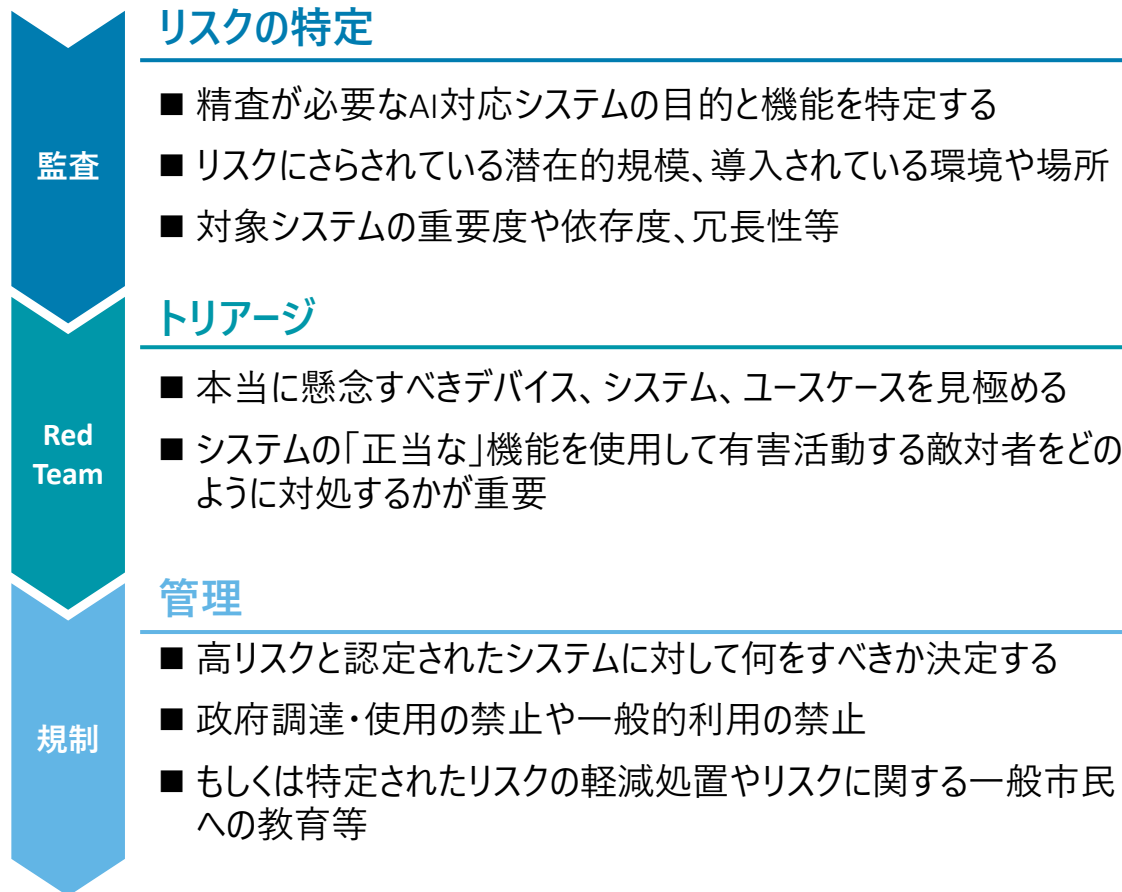 リスクの特定
監査
■ 精査が必要なAI対応システムの目的と機能を特定する
■ リスクにさらされている潜在的規模、導入されている環境や場所
■ 対象システムの重要度や依存度、冗長性等
トリアージ
Red
Team
■ 本当に懸念すべきデバイス、システム、ユースケースを見極める
■ システムの「正当な」機能を使用して有害活動する敵対者をどの
ように対処するかが重要
管理
規制
■ 高リスクと認定されたシステムに対して何をすべきか決定する
■ 政府調達・使用の禁止や一般的利用の禁止
■ もしくは特定されたリスクの軽減処置やリスクに関する一般市民
への教育等